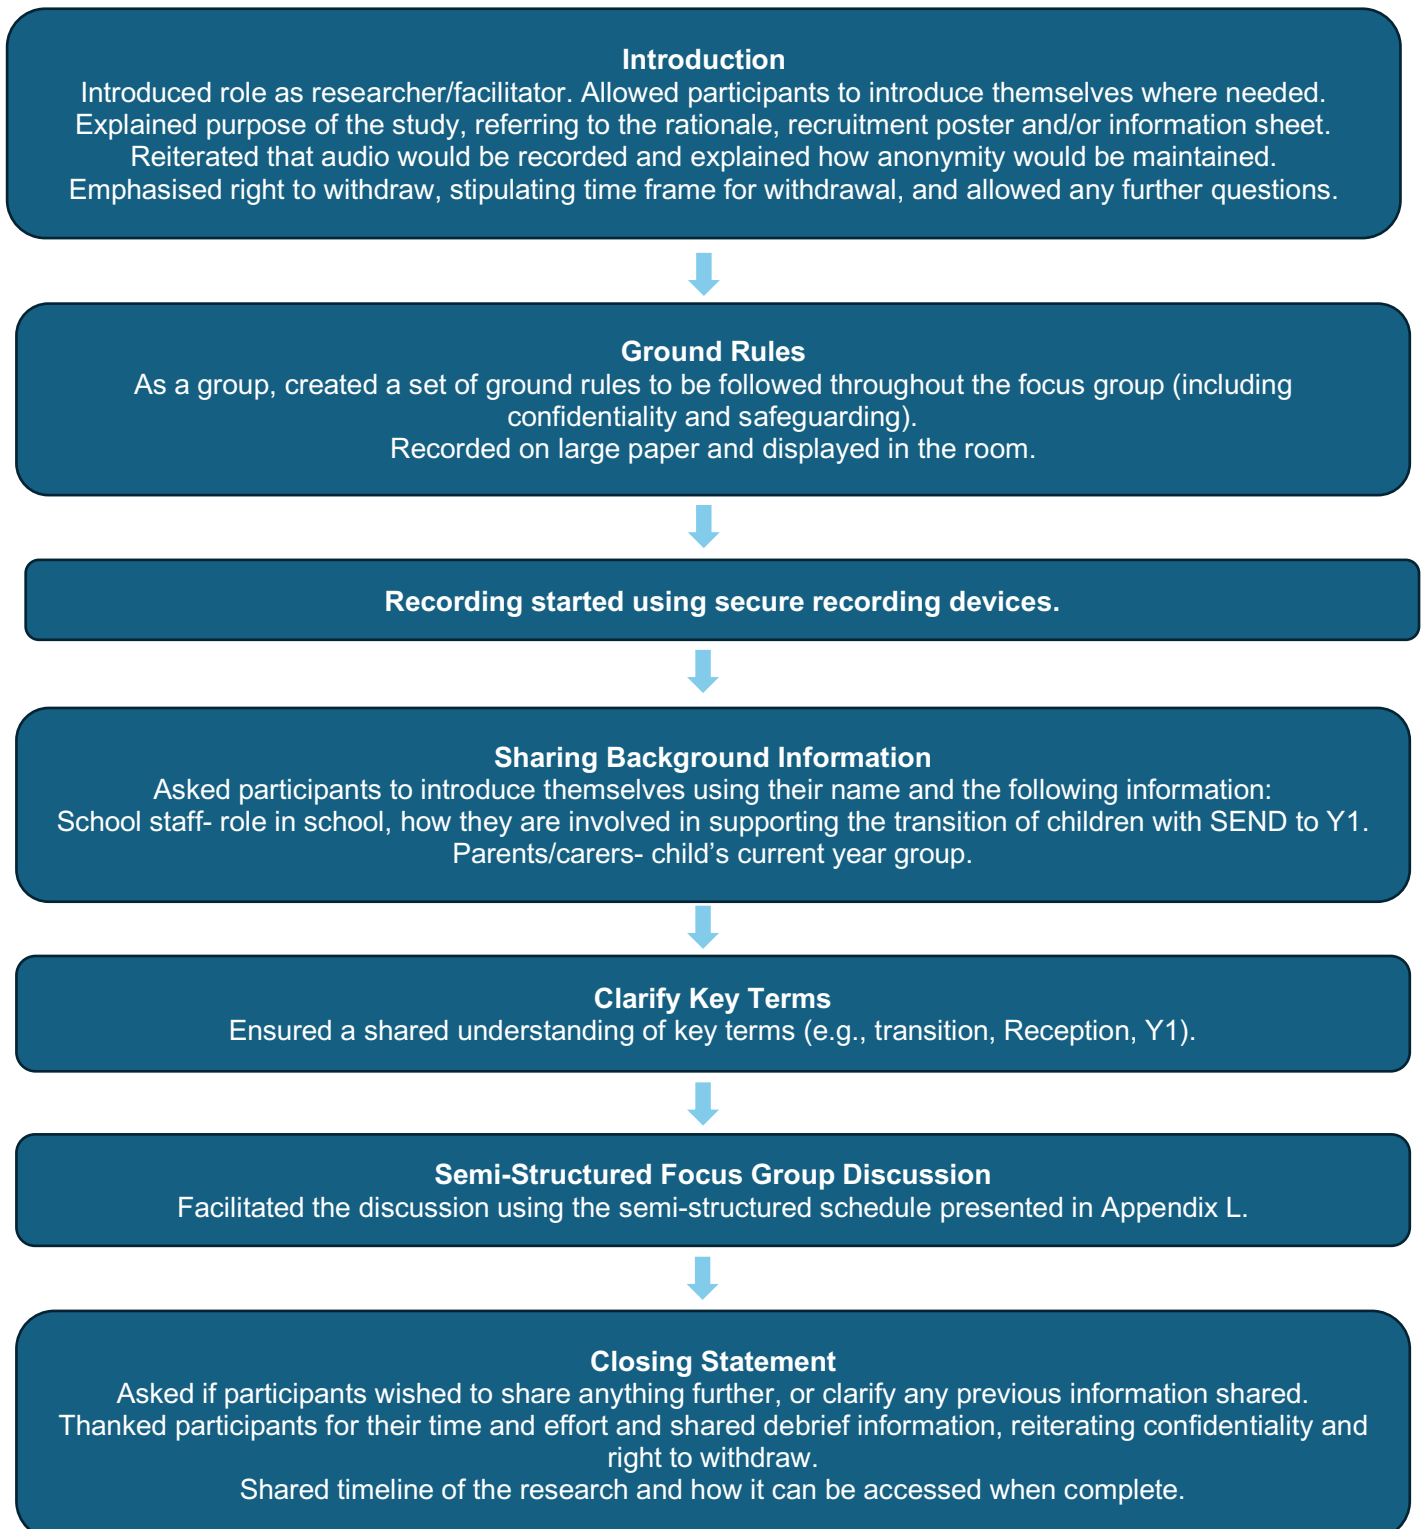 Introduction
Introduced role as researcher/facilitator. Allowed participants to introduce themselves where needed.
Explained purpose of the study, referring to the rationale, recruitment poster and/or information sheet.
Reiterated that audio would be recorded and explained how anonymity would be maintained.
Emphasised right to withdraw, stipulating time frame for withdrawal, and allowed any further questions.
Ground Rules
As a group, created a set of ground rules to be followed throughout the focus group (including
confidentiality and safeguarding).
Recorded on large paper and displayed in the room.
Recording started using secure recording devices.
Sharing Background Information
Asked participants to introduce themselves using their name and the following information:
School staff- role in school, how they are involved in supporting the transition of children with SEND to Y1.
Parents/carers- child's current year group.
Clarify Key Terms
Ensured a shared understanding of key terms (e.g., transition, Reception, Y1).
Semi-Structured Focus Group Discussion
Facilitated the discussion using the semi-structured schedule presented in Appendix L.
Closing Statement
Asked if participants wished to share anything further, or clarify any previous information shared.
Thanked participants for their time and effort and shared debrief information, reiterating confidentiality and
right to withdraw.
Shared timeline of the research and how it can be accessed when complete.